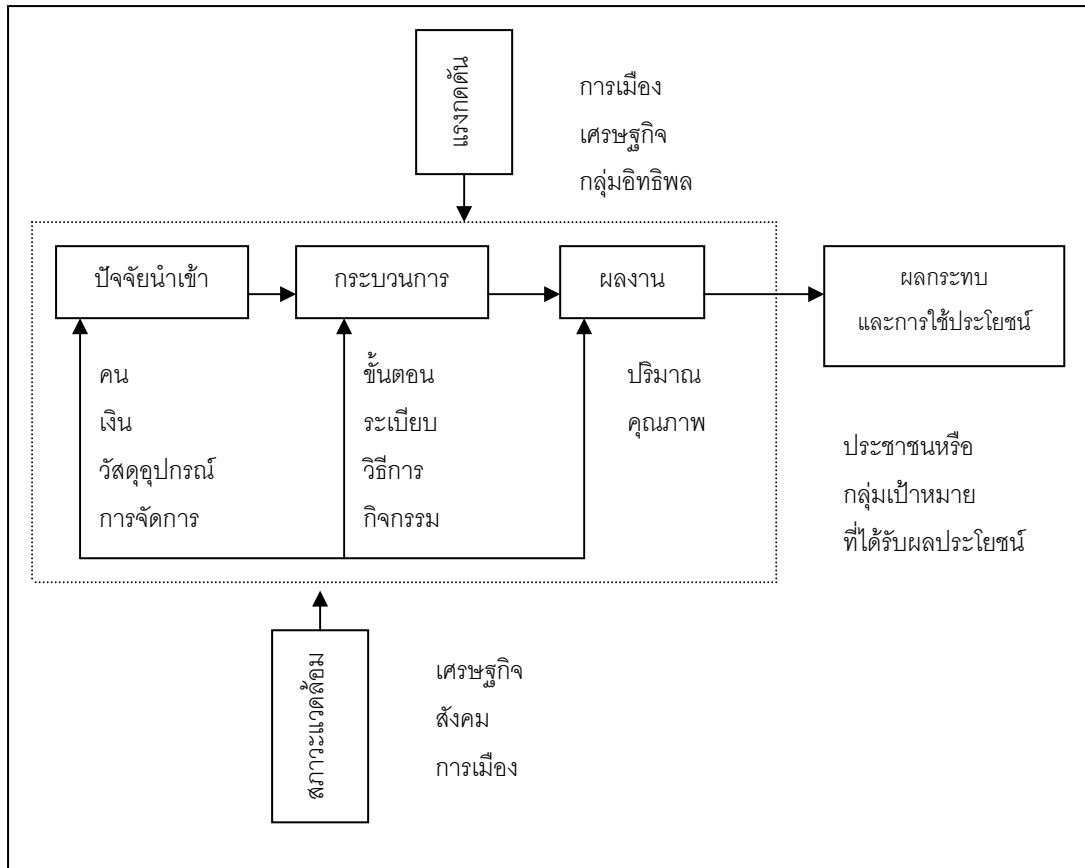 แรงกดดัน
การเมือง
เศรษฐกิจ
กลุ่มอิทธิพล
ปัจจัยนำเข้า
กระบวนการ
ผลงาน
ผลกระทบ
และการใช้ประโยชน์
คน
เงิน
วัสดุอุปกรณ์
การจัดการ
ขั้นตอน
ระเบียบ
วิธีการ
กิจกรรม
ปริมาณ
คุณภาพ
ประชาชนหรือ
กลุ่มเป้าหมาย
ที่ได้รับผลประโยชน์
สภาวะแวดล้อม
เศรษฐกิจ
สังคม
การเมือง